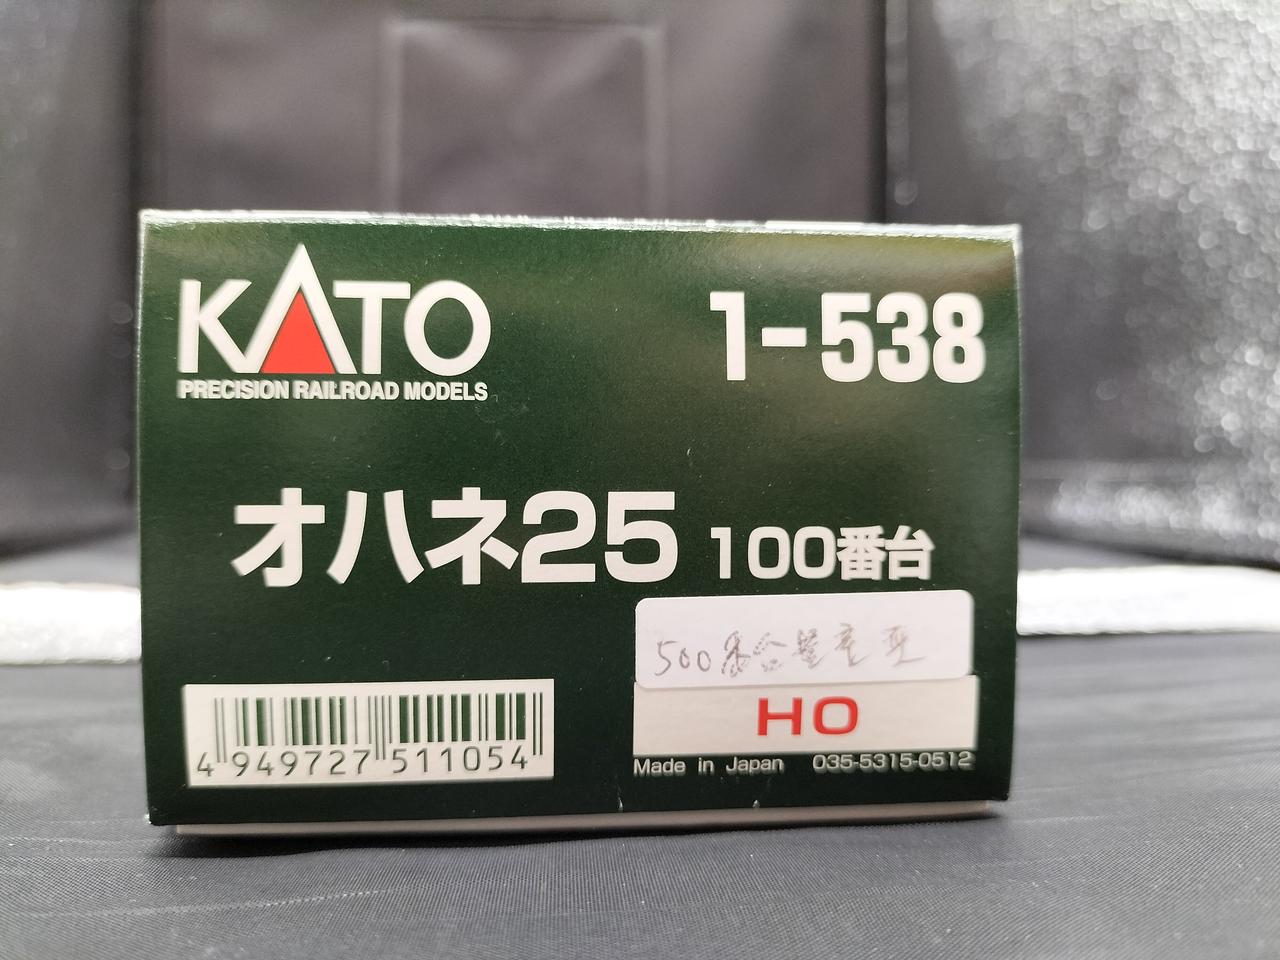 KATO
PRECISION RAILROAD MODELS
1-538
オハネ25 100番台
500番台
HO
4 949727 511054
Made in Japan 035-5315-0512